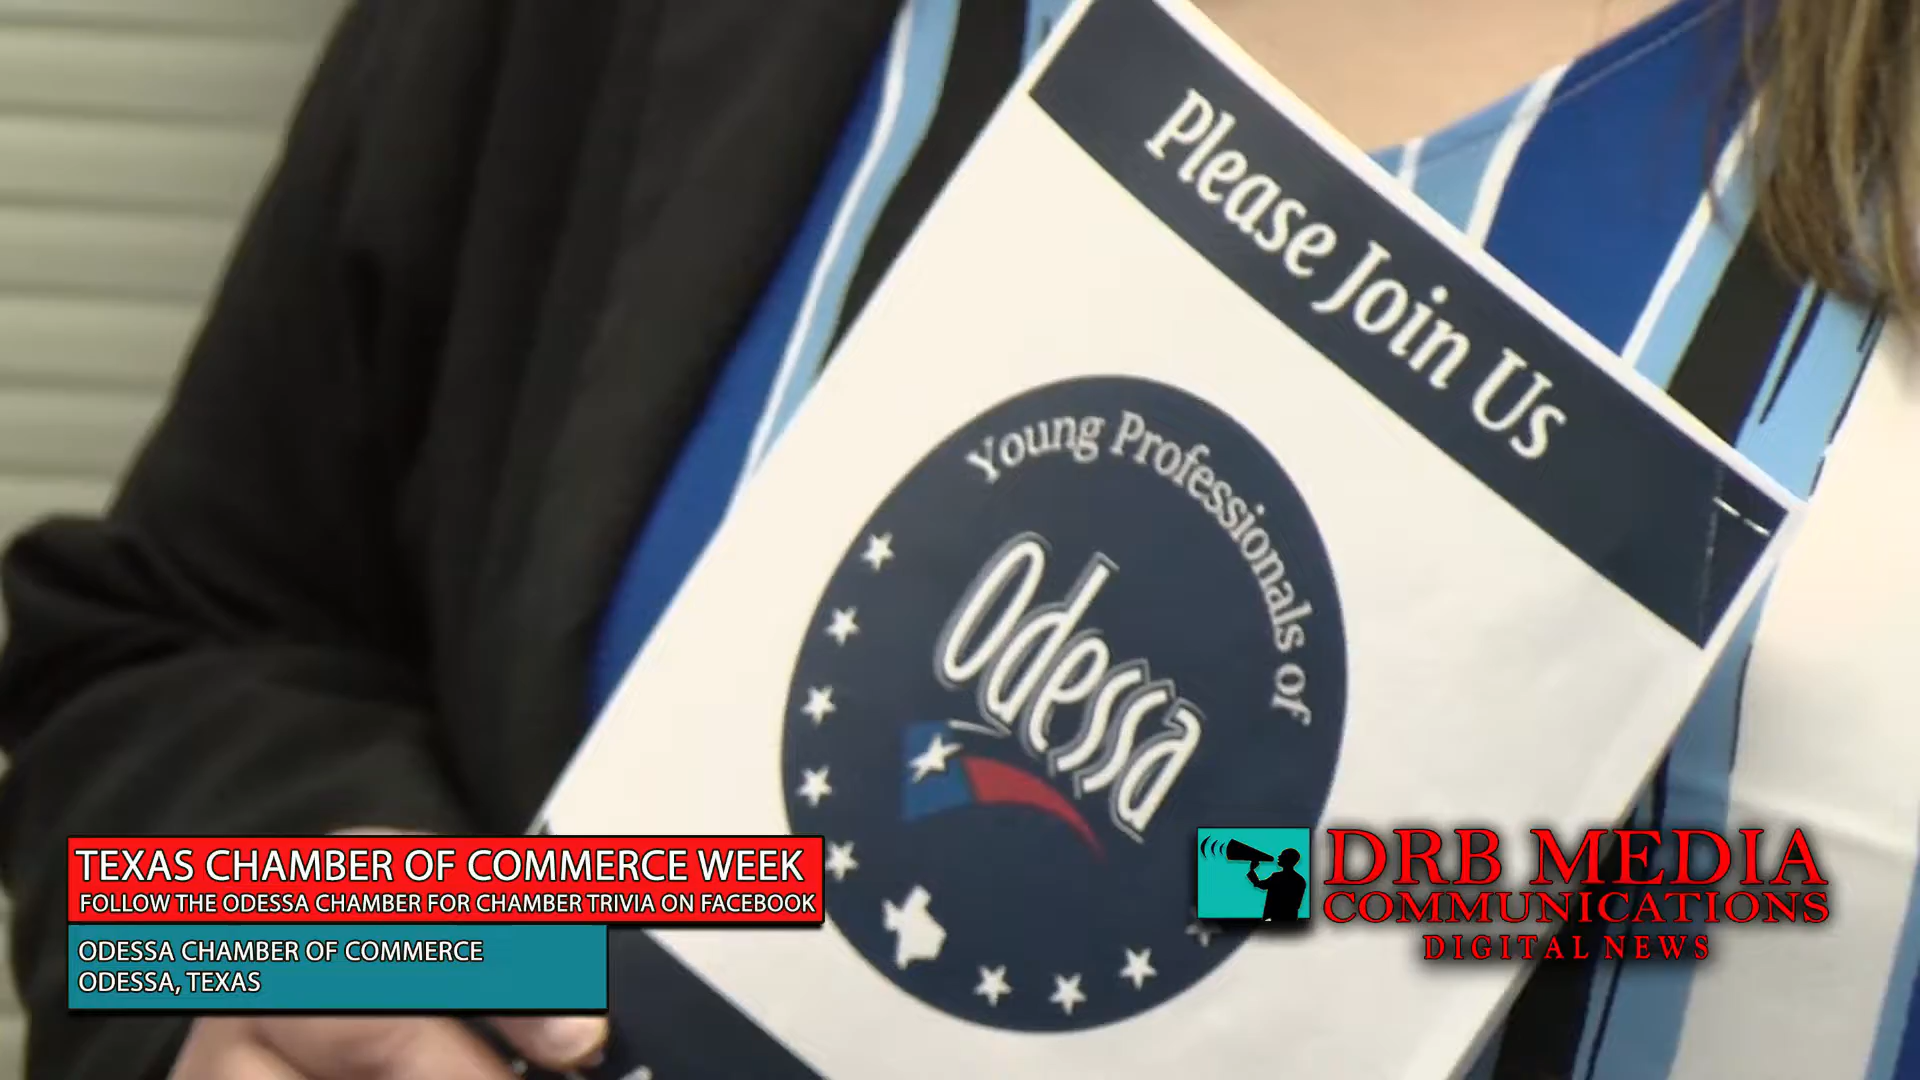 Please Join Us
Young Professionals of
Odessa
TEXAS CHAMBER OF COMMERCE WEEK
FOLLOW THE ODESSA CHAMBER FOR CHAMBER TRIVIA ON FACEBOOK
ODESSA CHAMBER OF COMMERCE
ODESSA, TEXAS
DRB MEDIA
COMMUNICATIONS
DIGITAL NEWS